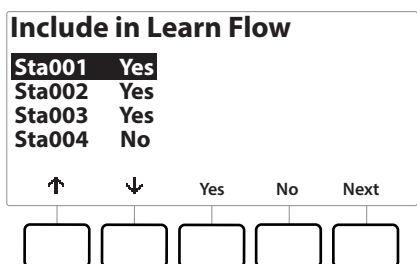 Include in Learn Flow
Sta001 Yes
Sta002 Yes
Sta003 Yes
Sta004 No
↑ ↓ Yes No Next